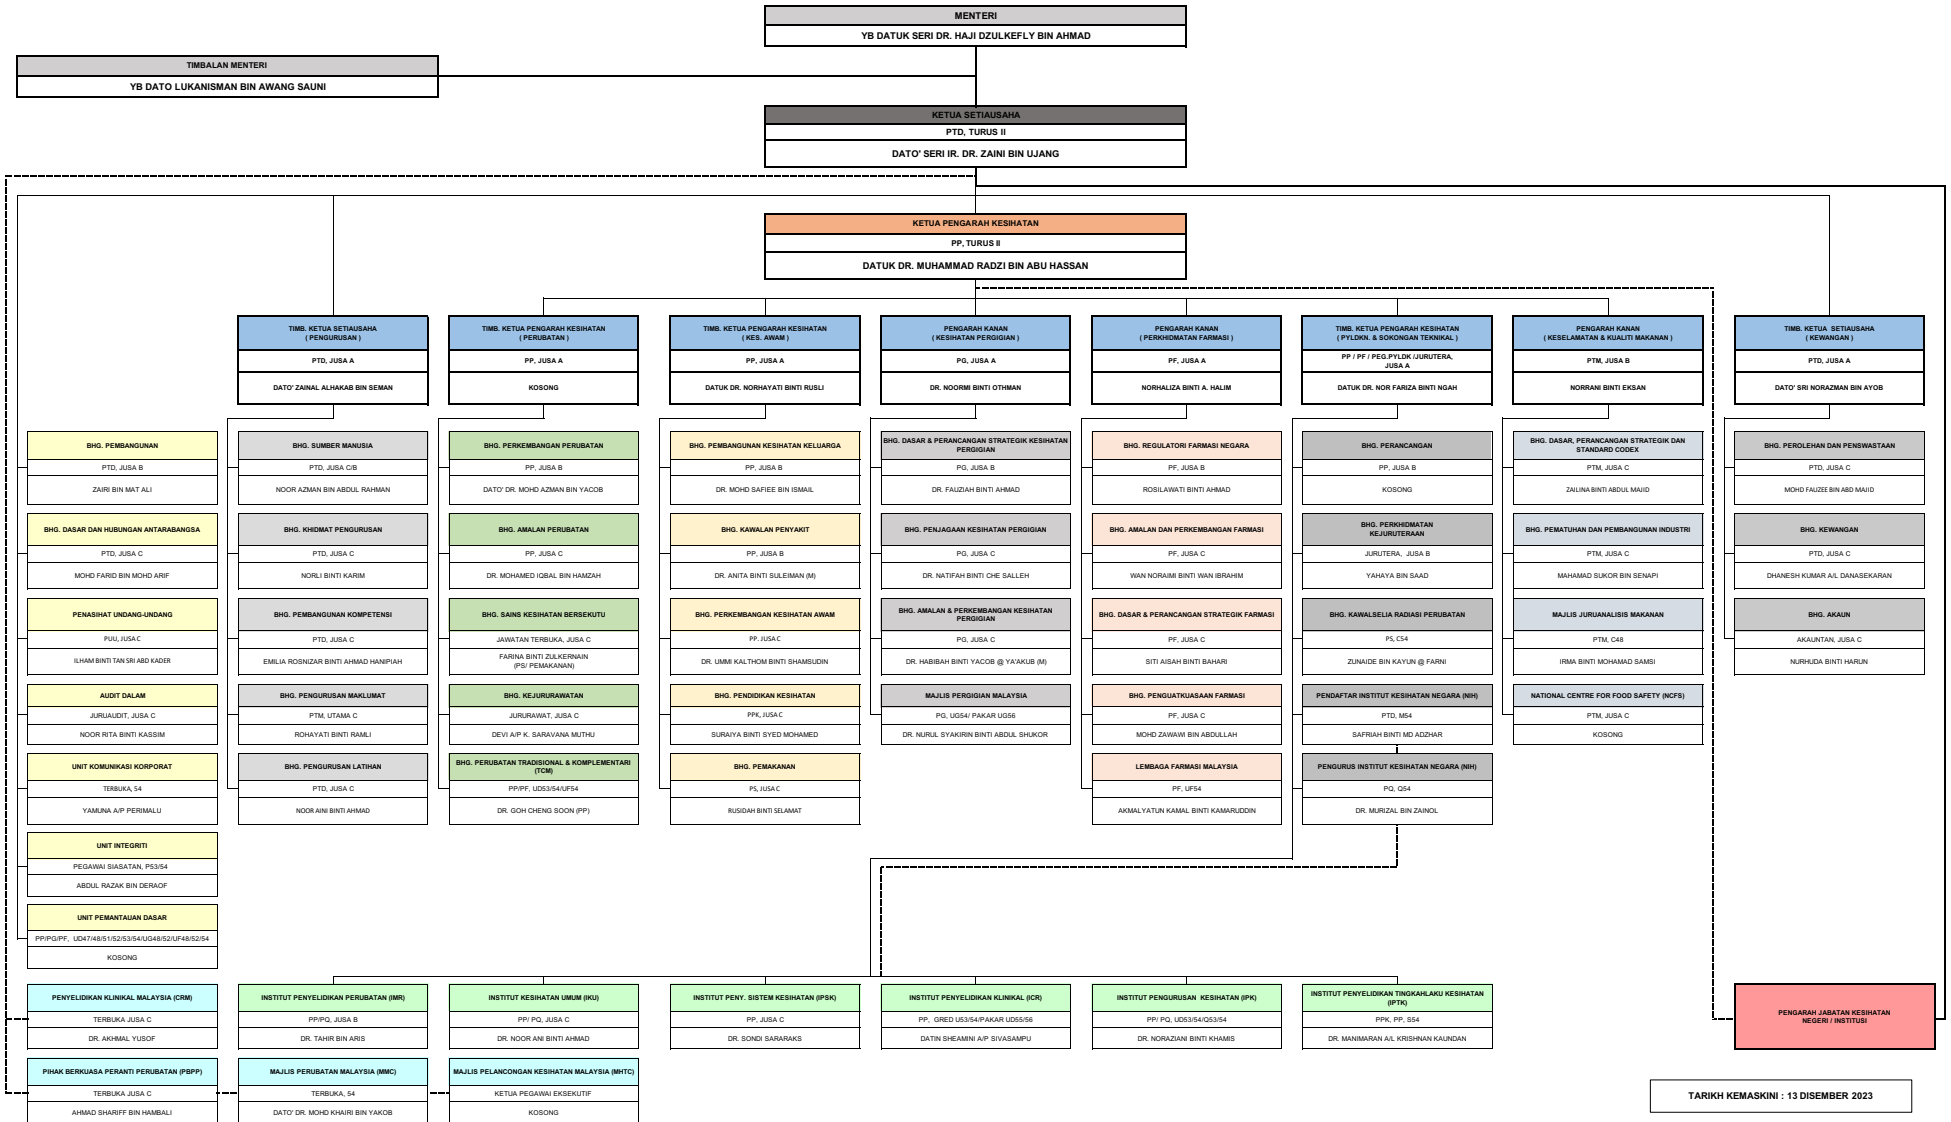 MENTERI
YB DATUK SERI DR. HAJI DZULKEFLY BIN AHMAD
TIMBALAN MENTERI
YB DATO LUKANISMAN BIN AWANG SAUNI
KETUA SETIAUSAHA
PTD, TURUS II
DATO' SERI IR. DR. ZAINI BIN UJANG
KETUA PENGARAH KESIHATAN
PP, TURUS II
DATUK DR. MUHAMMAD RADZI BIN ABU HASSAN
TIMB. KETUA SETIAUSAHA
( PENGURUSAN )
PTD, JUSA A
DATO' ZAINAL ALHAKAB BIN SEMAN
TIMB. KETUA PENGARAH KESIHATAN
( PERUBATAN )
PP, JUSA A
KOSONG
TIMB. KETUA PENGARAH KESIHATAN
( KES. AWAM )
PP, JUSA A
DATUK DR. NORHAYATI BINTI RUSLI
PENGARAH KANAN
( KESIHATAN PERGIGIAN )
PG, JUSA A
DR. NOORMI BINTI OTHMAN
PENGARAH KANAN
( PERKHIDMATAN FARMASI )
PF, JUSA A
NORHALIZA BINTI A. HALIM
TIMB. KETUA PENGARAH KESIHATAN
( PYLDKN. & SOKONGAN TEKNIKAL )
PP / PF / PEG.PYLDK /JURUTERA,
JUSA A
DATUK DR. NOR FARIZA BINTI NGAH
PENGARAH KANAN
( KESELAMATAN & KUALITI MAKANAN )
PTM, JUSA B
NORRANI BINTI EKSAN
TIMB. KETUA  SETIAUSAHA
( KEWANGAN )
PTD, JUSA A
DATO' SRI NORAZMAN BIN AYOB
BHG. PEMBANGUNAN
PTD, JUSA B
ZAIRI BIN MAT ALI
BHG. DASAR DAN HUBUNGAN ANTARABANGSA
PTD, JUSA C
MOHD FARID BIN MOHD ARIF
PENASIHAT UNDANG-UNDANG
PUU, JUSA C
ILHAM BINTI TAN SRI ABD KADER
AUDIT DALAM
JURUAUDIT, JUSA C
NOOR RITA BINTI KASSIM
UNIT KOMUNIKASI KORPORAT
TERBUKA, 54
YAMUNA A/P PERIMALU
UNIT INTEGRITI
PEGAWAI SIASATAN, P53/54
ABDUL RAZAK BIN DERAOF
UNIT PEMANTAUAN DASAR
PP/PG/PF,  UD47/48/51/52/53/54/UG48/52/UF48/52/54
KOSONG
BHG. SUMBER MANUSIA
PTD, JUSA C/B
NOOR AZMAN BIN ABDUL RAHMAN
BHG. KHIDMAT PENGURUSAN
PTD, JUSA C
NORLI BINTI KARIM
BHG. PEMBANGUNAN KOMPETENSI
PTD, JUSA C
EMILIA ROSNIZAR BINTI AHMAD HANIPIAH
BHG. PENGURUSAN MAKLUMAT
PTM, UTAMA C
ROHAYATI BINTI RAMLI
BHG. PENGURUSAN LATIHAN
PTD, JUSA C
NOOR AINI BINTI AHMAD
BHG. PERKEMBANGAN PERUBATAN
PP, JUSA B
DATO' DR. MOHD AZMAN BIN YACOB
BHG. AMALAN PERUBATAN
PP, JUSA C
DR. MOHAMED IQBAL BIN HAMZAH
BHG. SAINS KESIHATAN BERSEKUTU
JAWATAN TERBUKA, JUSA C
FARINA BINTI ZULKERNAIN
(PS/ PEMAKANAN)
BHG. KEJURURAWATAN
JURURAWAT, JUSA C
DEVI A/P K. SARAVANA MUTHU
BHG. PERUBATAN TRADISIONAL & KOMPLEMENTARI
(TCM)
PP/PF, UD53/54/UF54
DR. GOH CHENG SOON (PP)
BHG. PEMBANGUNAN KESIHATAN KELUARGA
PP, JUSA B
DR. MOHD SAFIEE BIN ISMAIL
BHG. KAWALAN PENYAKIT
PP, JUSA B
DR. ANITA BINTI SULEIMAN (M)
BHG. PERKEMBANGAN KESIHATAN AWAM
PP. JUSA C
DR. UMMI KALTHOM BINTI SHAMSUDIN
BHG. PENDIDIKAN KESIHATAN
PPK, JUSA C
SURAIYA BINTI SYED MOHAMED
BHG. PEMAKANAN
PS, JUSA C
RUSIDAH BINTI SELAMAT
BHG. DASAR & PERANCANGAN STRATEGIK KESIHATAN
PERGIGIAN
PG, JUSA B
DR. FAUZIAH BINTI AHMAD
BHG. PENJAGAAN KESIHATAN PERGIGIAN
PG, JUSA C
DR. NATIFAH BINTI CHE SALLEH
BHG. AMALAN & PERKEMBANGAN KESIHATAN
PERGIGIAN
PG, JUSA C
DR. HABIBAH BINTI YACOB @ YA'AKUB (M)
MAJLIS PERGIGIAN MALAYSIA
PG, UG54/ PAKAR UG56
DR. NURUL SYAKIRIN BINTI ABDUL SHUKOR
BHG. REGULATORI FARMASI NEGARA
PF, JUSA B
ROSILAWATI BINTI AHMAD
BHG. AMALAN DAN PERKEMBANGAN FARMASI
PF, JUSA C
WAN NORAIMI BINTI WAN IBRAHIM
BHG. DASAR & PERANCANGAN STRATEGIK FARMASI
PF, JUSA C
SITI AISAH BINTI BAHARI
BHG. PENGUATKUASAAN FARMASI
PF, JUSA C
MOHD ZAWAWI BIN ABDULLAH
LEMBAGA FARMASI MALAYSIA
PF, UF54
AKMALYATUN KAMAL BINTI KAMARUDDIN
BHG. PERANCANGAN
PP, JUSA B
KOSONG
BHG. PERKHIDMATAN
KEJURUTERAAN
JURUTERA,  JUSA B
YAHAYA BIN SAAD
BHG. KAWALSELIA RADIASI PERUBATAN
PS, C54
ZUNAIDE BIN KAYUN @ FARNI
PENDAFTAR INSTITUT KESIHATAN NEGARA (NIH)
PTD, M54
SAFRIAH BINTI MD ADZHAR
PENGURUS INSTITUT KESIHATAN NEGARA (NIH)
PQ, Q54
DR. MURIZAL BIN ZAINOL
BHG. DASAR, PERANCANGAN STRATEGIK DAN
STANDARD CODEX
PTM, JUSA C
ZAILINA BINTI ABDUL MAJID
BHG. PEMATUHAN DAN PEMBANGUNAN INDUSTRI
PTM, JUSA C
MAHAMAD SUKOR BIN SENAPI
MAJLIS JURUANALISIS MAKANAN
PTM, C48
IRMA BINTI MOHAMAD SAMSI
NATIONAL CENTRE FOR FOOD SAFETY (NCFS)
PTM, JUSA C
KOSONG
BHG. PEROLEHAN DAN PENSWASTAAN
PTD, JUSA C
MOHD FAUZEE BIN ABD MAJID
BHG. KEWANGAN
PTD, JUSA C
DHANESH KUMAR A/L DANASEKARAN
BHG. AKAUN
AKAUNTAN, JUSA C
NURHUDA BINTI HARUN
PENYELIDIKAN KLINIKAL MALAYSIA (CRM)
TERBUKA JUSA C
DR. AKHMAL YUSOF
INSTITUT PENYELIDIKAN PERUBATAN (IMR)
PP/PQ, JUSA B
DR. TAHIR BIN ARIS
INSTITUT KESIHATAN UMUM (IKU)
PP/ PQ, JUSA C
DR. NOOR ANI BINTI AHMAD
INSTITUT PENY. SISTEM KESIHATAN (IPSK)
PP, JUSA C
DR. SONDI SARARAKS
INSTITUT PENYELIDIKAN KLINIKAL (ICR)
PP,  GRED U53/54/PAKAR UD55/56
DATIN SHEAMINI A/P SIVASAMPU
INSTITUT PENGURUSAN  KESIHATAN (IPK)
PP/ PQ, UD53/54/Q53/54
DR. NORAZIANI BINTI KHAMIS
INSTITUT PENYELIDIKAN TINGKAHLAKU KESIHATAN
(IPTK)
PPK, PP, S54
DR. MANIMARAN A/L KRISHNAN KAUNDAN
PENGARAH JABATAN KESIHATAN
NEGERI / INSTITUSI
PIHAK BERKUASA PERANTI PERUBATAN (PBPP)
TERBUKA JUSA C
AHMAD SHARIFF BIN HAMBALI
MAJLIS PERUBATAN MALAYSIA (MMC)
TERBUKA, 54
DATO' DR. MOHD KHAIRI BIN YAKOB
MAJLIS PELANCONGAN KESIHATAN MALAYSIA (MHTC)
KETUA PEGAWAI EKSEKUTIF
KOSONG
TARIKH KEMASKINI : 13 DISEMBER 2023